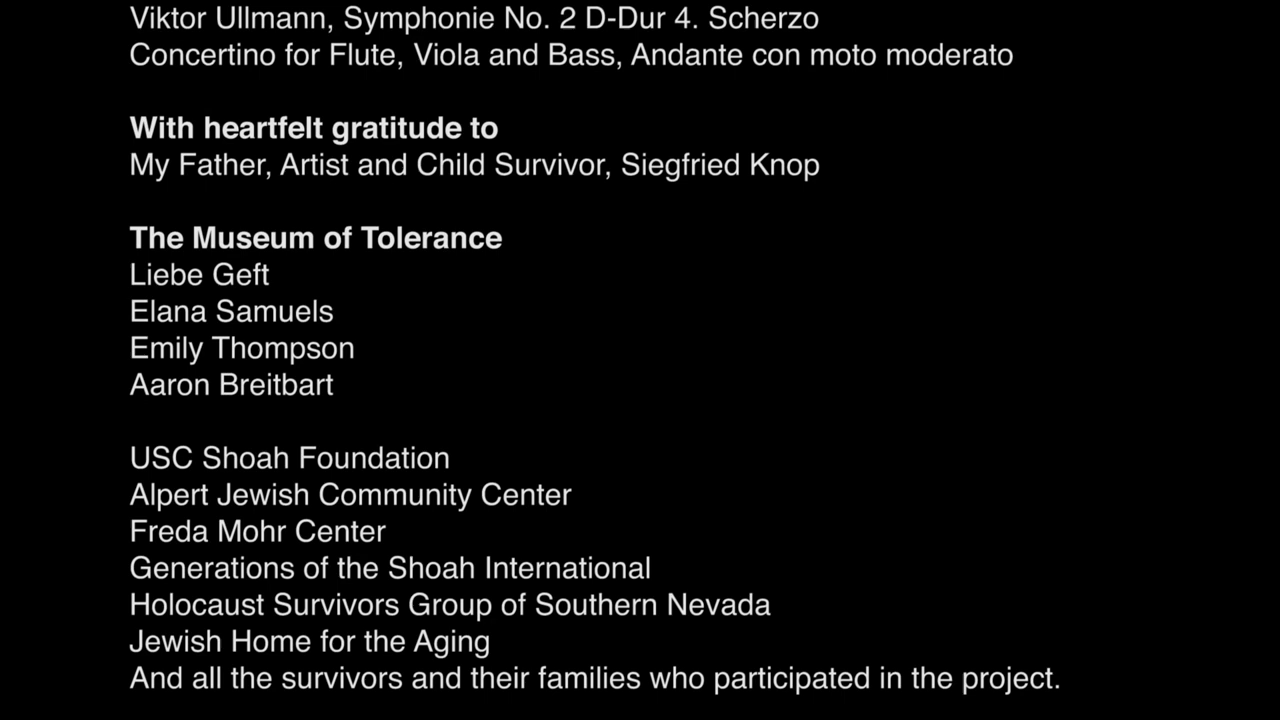 Viktor Ullmann, Symphonie No. 2 D-Dur 4. Scherzo
Concertino for Flute, Viola and Bass, Andante con moto moderato
With heartfelt gratitude to
My Father, Artist and Child Survivor, Siegfried Knop
The Museum of Tolerance
Liebe Geft
Elana Samuels
Emily Thompson
Aaron Breitbart
USC Shoah Foundation
Alpert Jewish Community Center
Freda Mohr Center
Generations of the Shoah International
Holocaust Survivors Group of Southern Nevada
Jewish Home for the Aging
And all the survivors and their families who participated in the project.